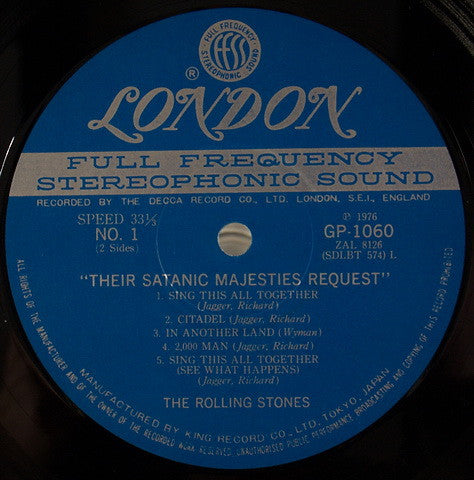 FULL FREQUENCY
ffss
STEREOPHONIC SOUND
®
LONDON
FULL FREQUENCY
STEREOPHONIC SOUND
RECORDED BY THE DECCA RECORD CO., LTD. LONDON, S.E.I., ENGLAND
SPEED 33⅓
NO. 1
(2 Sides)
℗ 1976
GP-1060
ZAL 8126
(SDLBT 574) L
"THEIR SATANIC MAJESTIES REQUEST"
1. SING THIS ALL TOGETHER
(Jagger, Richard)
2. CITADEL (Jagger, Richard)
3. IN ANOTHER LAND (Wyman)
4. 2,000 MAN (Jagger, Richard)
5. SING THIS ALL TOGETHER
(SEE WHAT HAPPENS)
(Jagger, Richard)
THE ROLLING STONES
MANUFACTURED BY KING RECORD CO., LTD. TOKYO, JAPAN
ALL RIGHTS OF THE MANUFACTURER AND OF THE OWNER OF THE RECORDED WORK RESERVED. UNAUTHORISED PUBLIC PERFORMANCE BROADCASTING AND COPYING OF THIS RECORD PROHIBITED